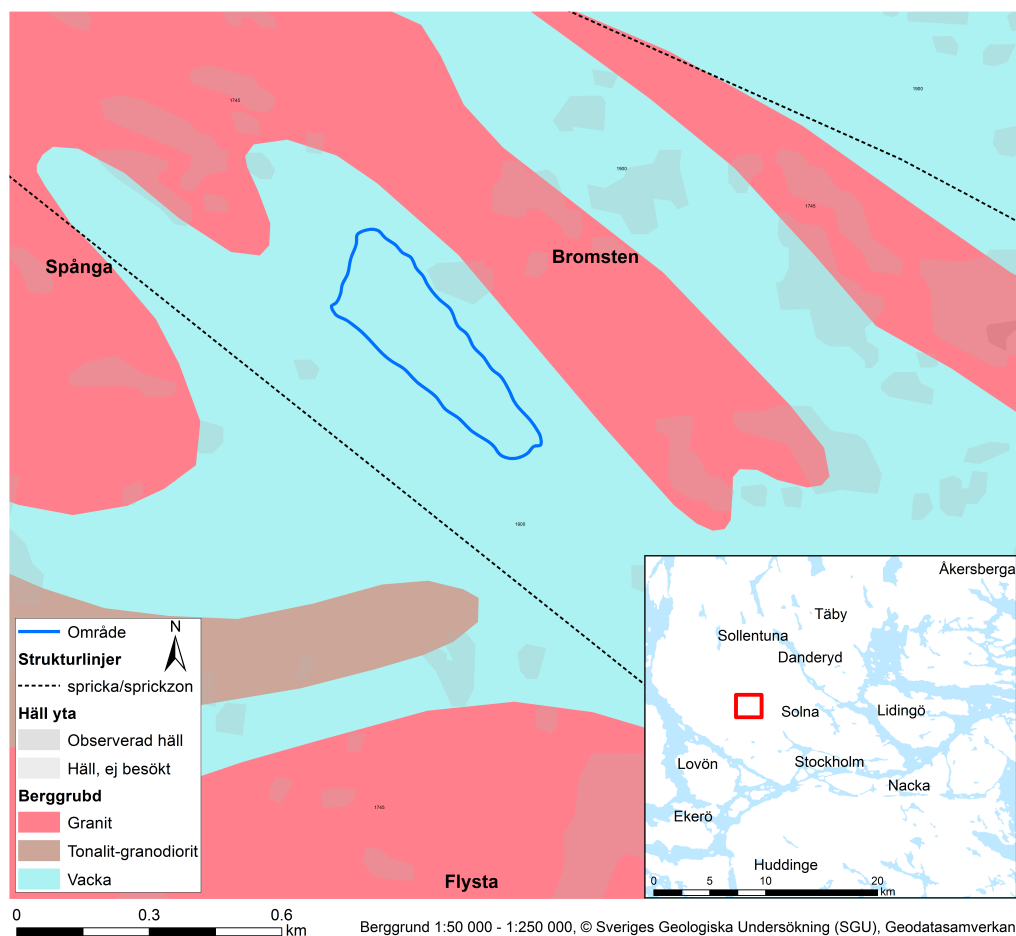 1745
1900
1900
1745
Bromsten
Spånga
1900
Åkersberga
Täby
Sollentuna
Danderyd
Solna
Lidingö
Lovön
Stockholm
Nacka
Ekerö
Huddinge
0 5 10 20
km
N
Område
Strukturlinjer
spricka/sprickzon
Häll yta
Observerad häll
Häll, ej besökt
Berggrubd
Granit
Tonalit-granodiorit
Vacka
1745
Flysta
0 0.3 0.6
km
Berggrund 1:50 000 - 1:250 000, © Sveriges Geologiska Undersökning (SGU), Geodatasamverkan